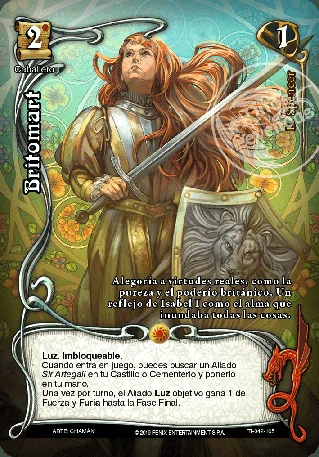 2
1
Caballero
Britomart
E. Spencer
Alegoría a virtudes reales, como la
pureza y el poderío británico. Un
reflejo de Isabel I como el alma que
inundaba todas las cosas.
Luz. Imbloqueable.
Cuando entra en juego, puedes buscar un Aliado
Sir Artegall en tu Castillo o Cementerio y ponerlo
en tu mano.
Una vez por turno, el Aliado Luz objetivo gana 1 de
Fuerza y Furia hasta la Fase Final.
ARTE: CHAMAN
© 2019 FENIX ENTERTAINMENT S.P.A.